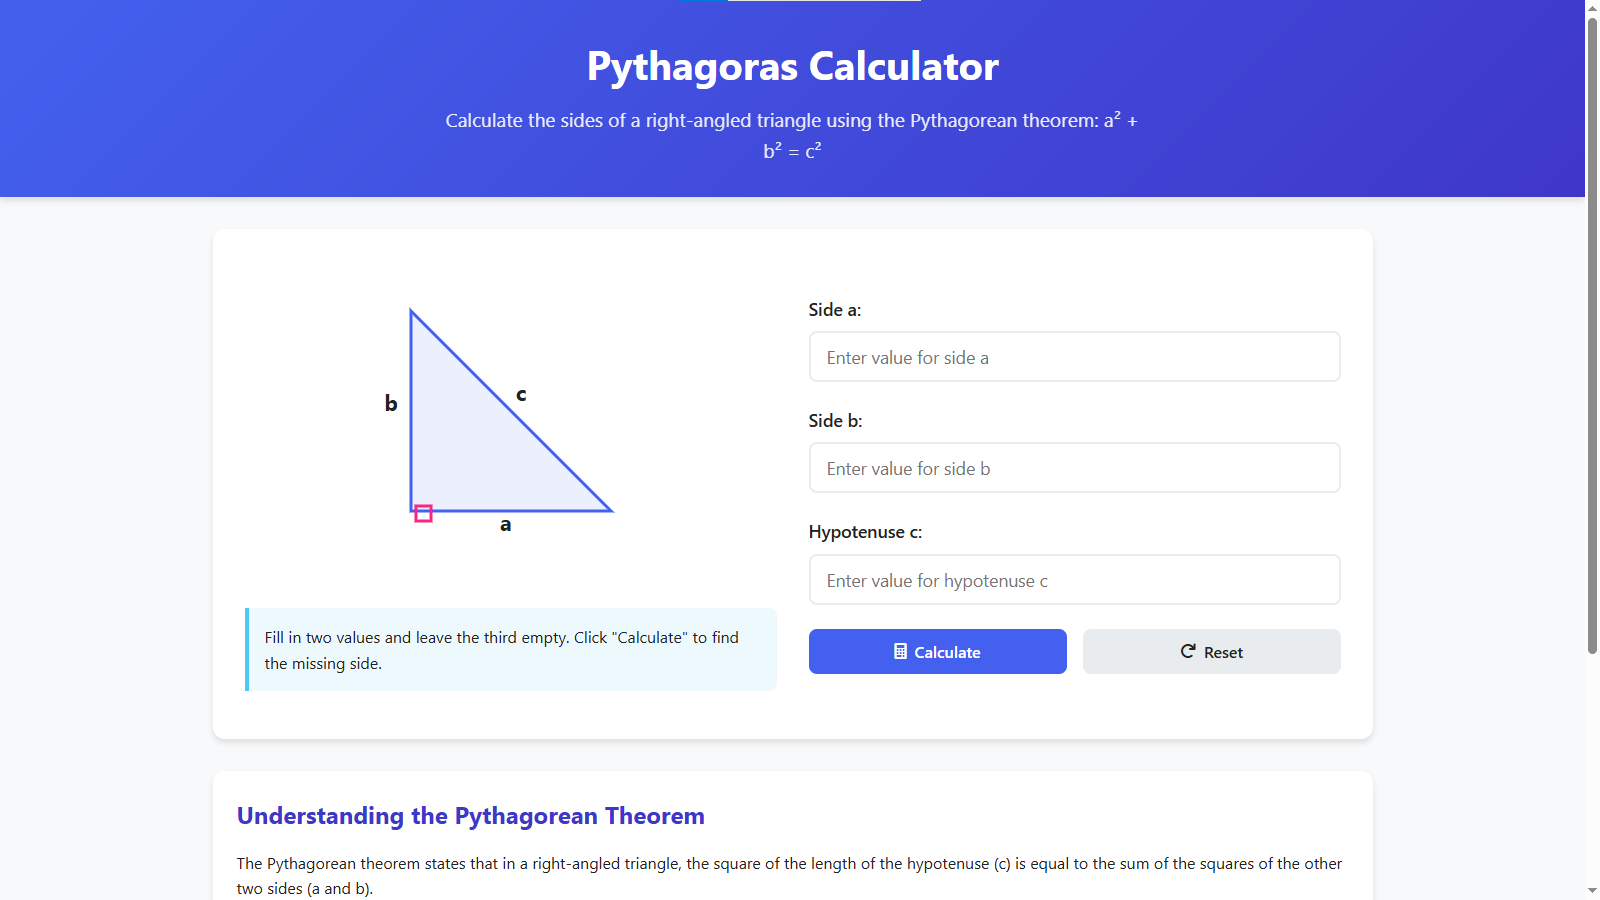 Pythagoras Calculator
Calculate the sides of a right-angled triangle using the Pythagorean theorem: a² +
b² = c²
b
c
a
Fill in two values and leave the third empty. Click "Calculate" to find
the missing side.
Side a:
Enter value for side a
Side b:
Enter value for side b
Hypotenuse c:
Enter value for hypotenuse c
Calculate
Reset
Understanding the Pythagorean Theorem
The Pythagorean theorem states that in a right-angled triangle, the square of the length of the hypotenuse (c) is equal to the sum of the squares of the other
two sides (a and b).